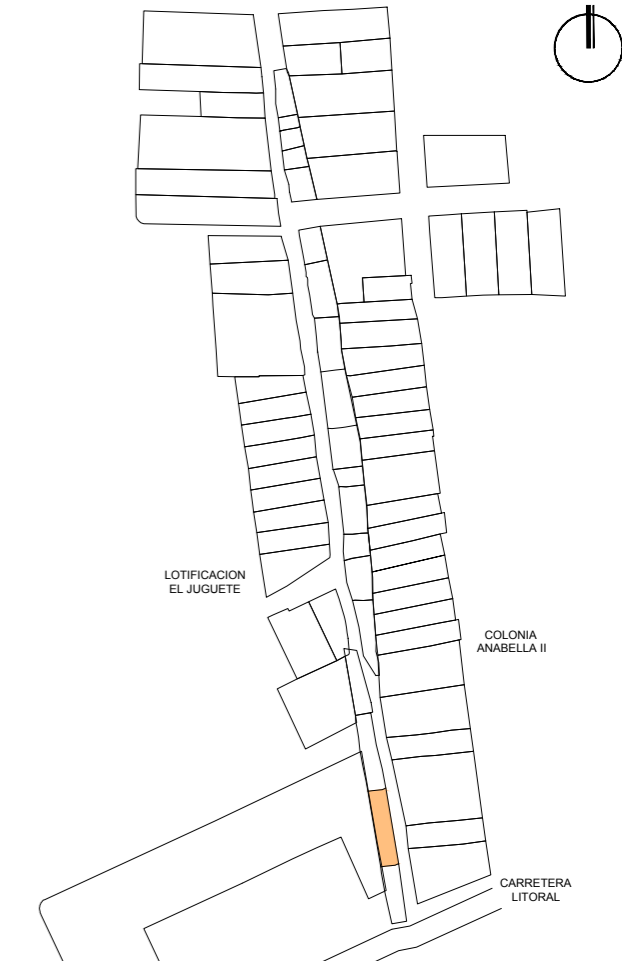 LOTIFICACION
EL JUGUETE
COLONIA
ANABELLA II
CARRETERA
LITORAL